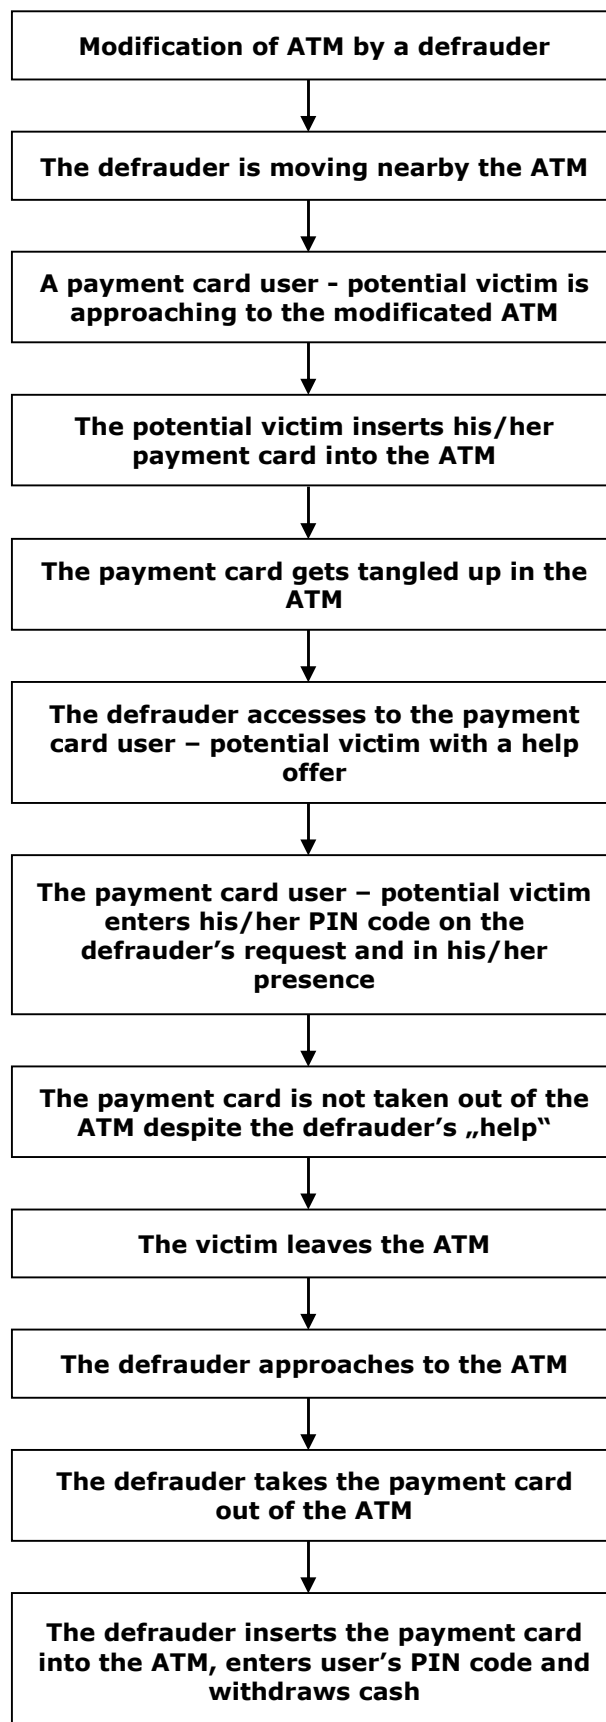 Modification of ATM by a defrauder
The defrauder is moving nearby the ATM
A payment card user - potential victim is
approaching to the modificated ATM
The potential victim inserts his/her
payment card into the ATM
The payment card gets tangled up in the
ATM
The defrauder accesses to the payment
card user – potential victim with a help
offer
The payment card user – potential victim
enters his/her PIN code on the
defrauder’s request and in his/her
presence
The payment card is not taken out of the
ATM despite the defrauder’s „help“
The victim leaves the ATM
The defrauder approaches to the ATM
The defrauder takes the payment card
out of the ATM
The defrauder inserts the payment card
into the ATM, enters user’s PIN code and
withdraws cash